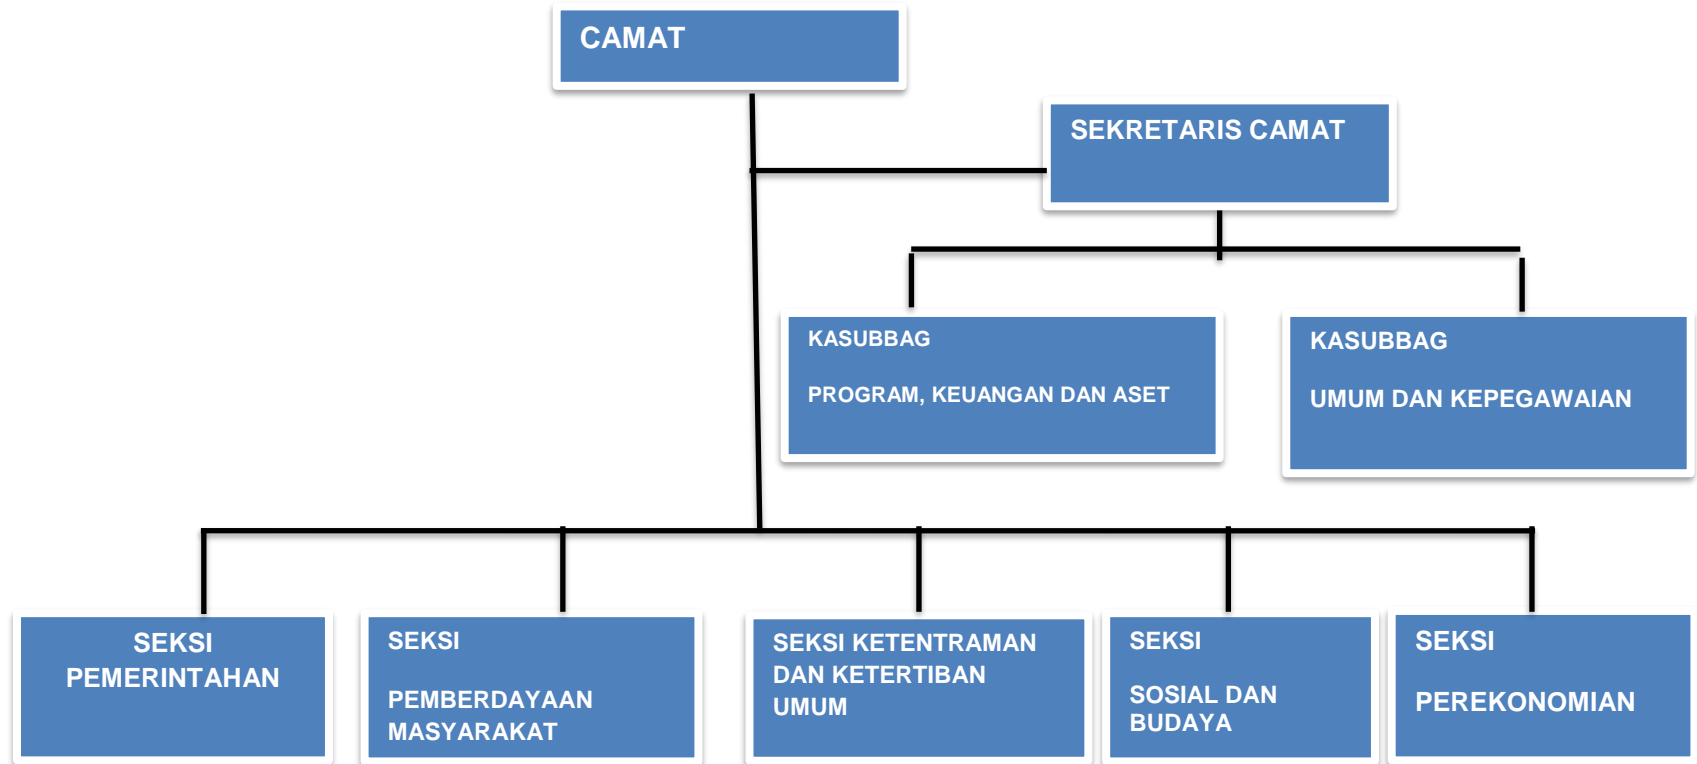 CAMAT
SEKRETARIS CAMAT
KASUBBAG
PROGRAM, KEUANGAN DAN ASET
KASUBBAG
UMUM DAN KEPEGAWAIAN
SEKSI
PEMERINTAHAN
SEKSI
PEMBERDAYAAN
MASYARAKAT
SEKSI KETENTRAMAN
DAN KETERTIBAN
UMUM
SEKSI
SOSIAL DAN
BUDAYA
SEKSI
PEREKONOMIAN